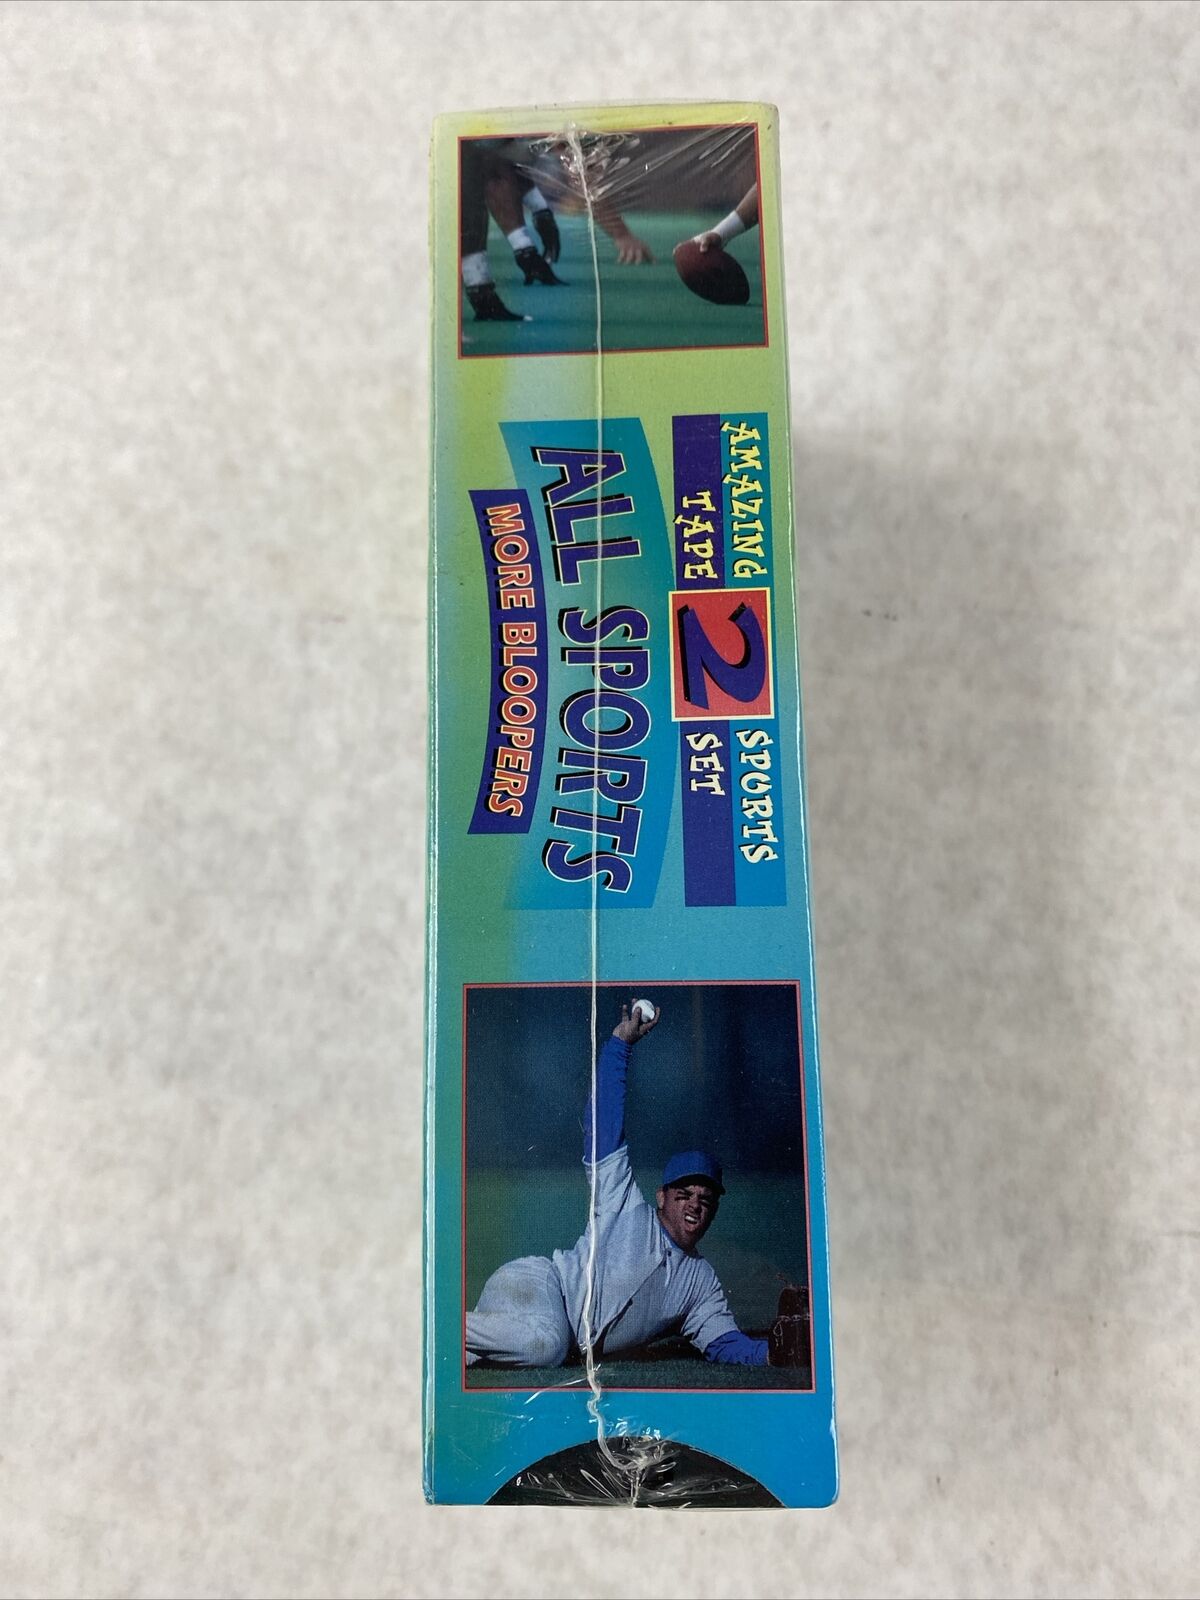 AMAZING 2 SPORTS
TAPE SET
ALL SPORTS
MORE BLOOPERS